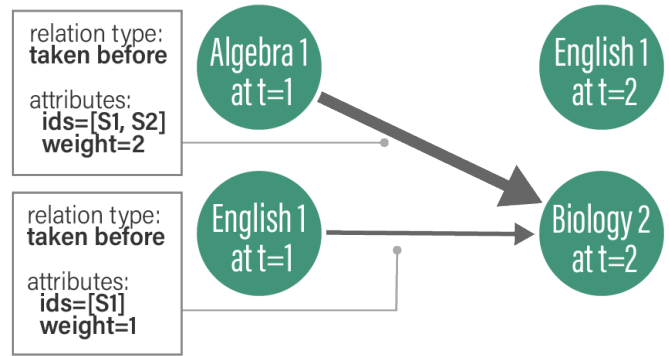 relation type:
taken before
attributes:
ids=[S1, S2]
weight=2
Algebra 1
at t=1
English 1
at t=2
relation type:
taken before
attributes:
ids=[S1]
weight=1
English 1
at t=1
Biology 2
at t=2